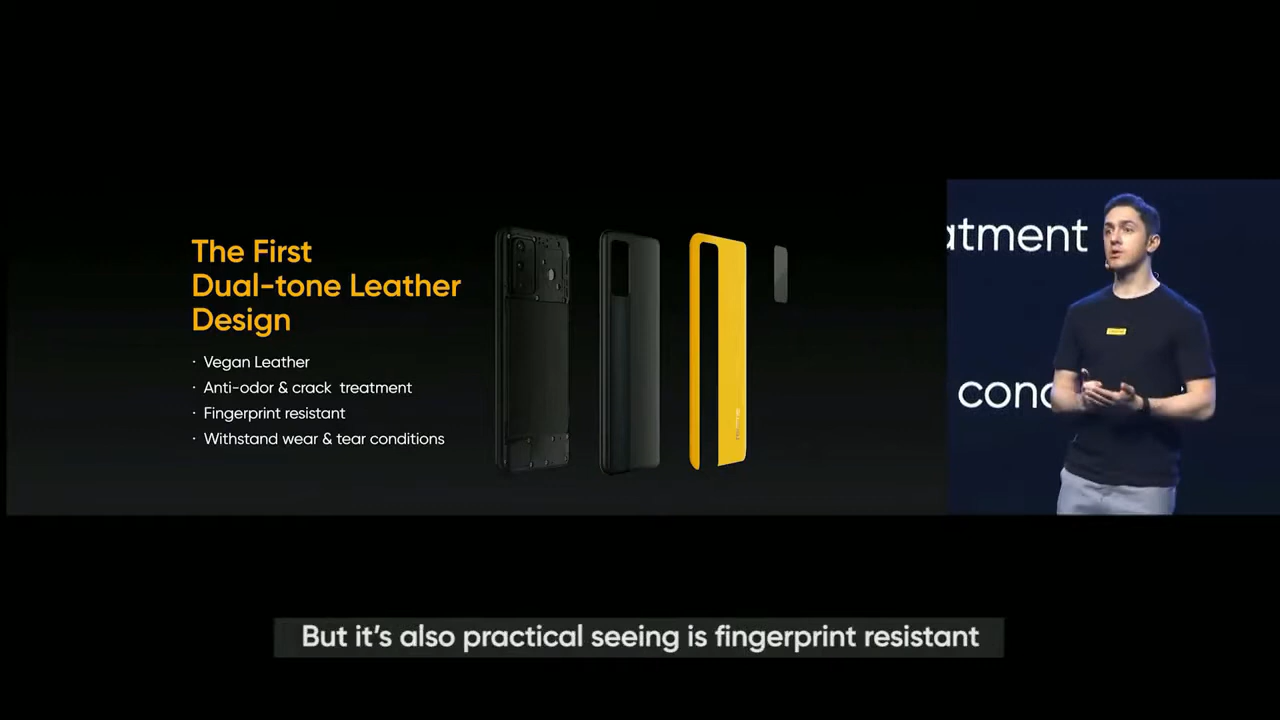 The First
Dual-tone Leather
Design
· Vegan Leather
· Anti-odor & crack treatment
· Fingerprint resistant
· Withstand wear & tear conditions
atment
conc
But it's also practical seeing is fingerprint resistant